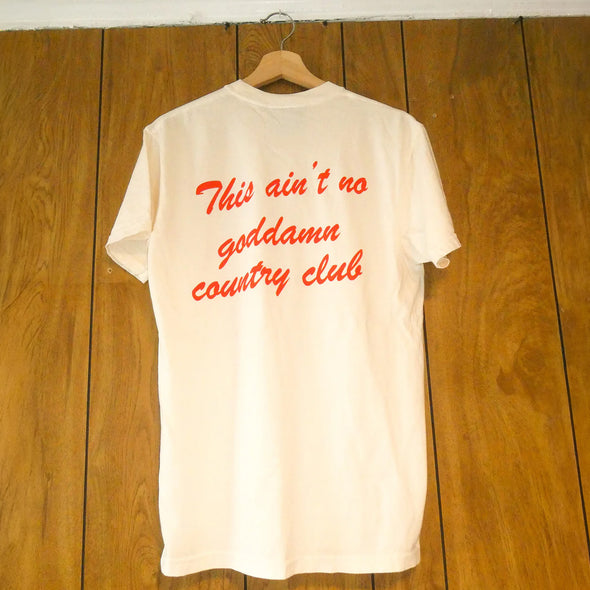 This ain't no
goddamn
country club